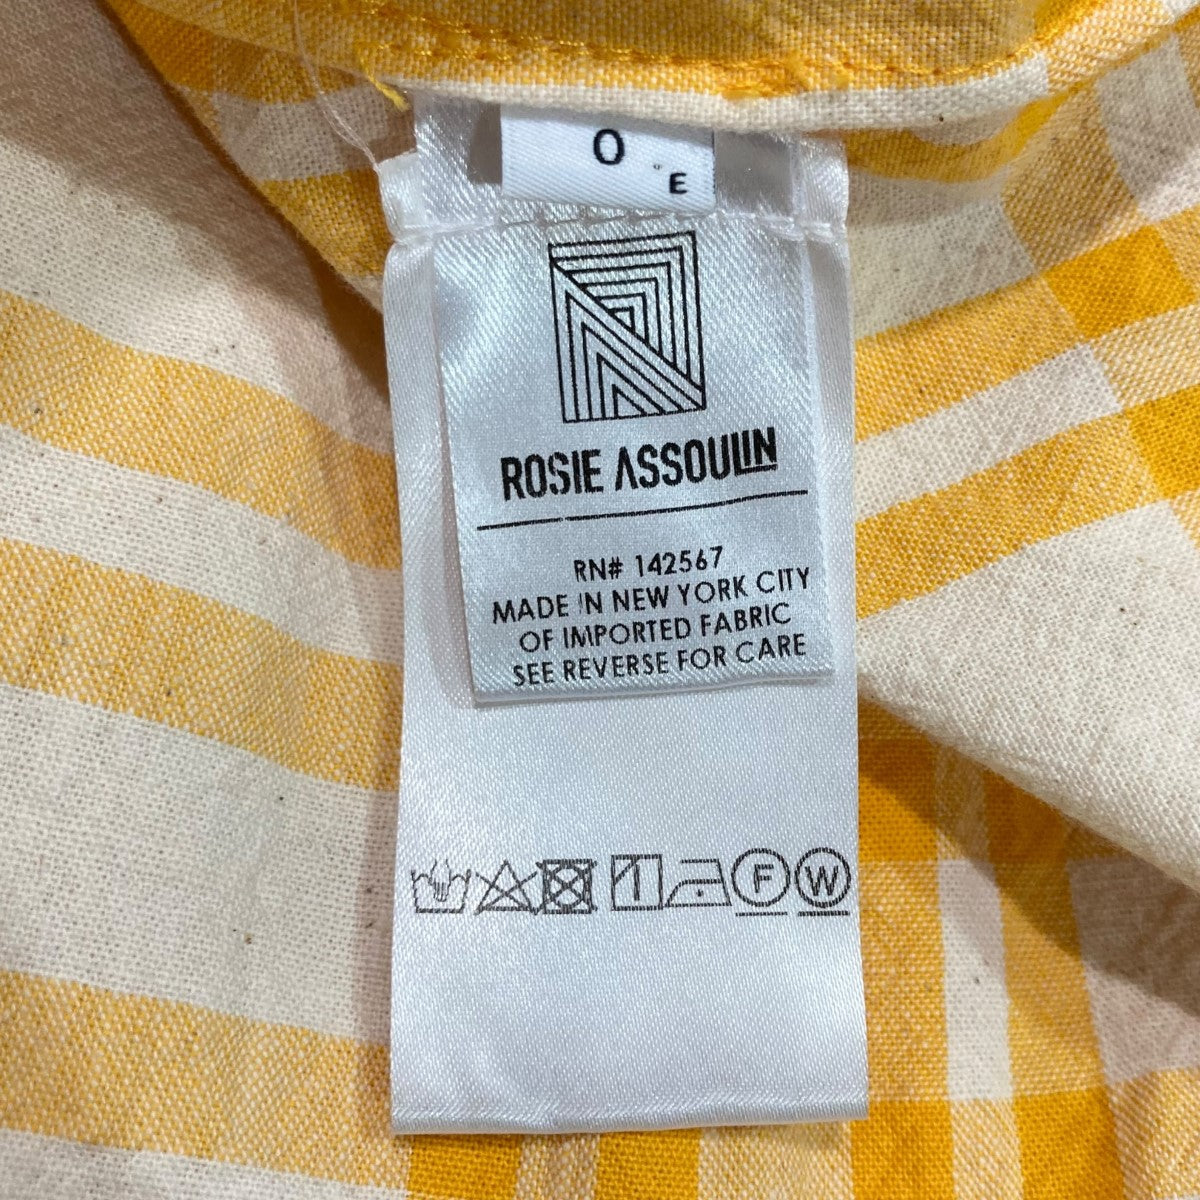 0
E
ROSIE ASSOULIN
RN# 142567
MADE IN NEW YORK CITY
OF IMPORTED FABRIC
SEE REVERSE FOR CARE
F W